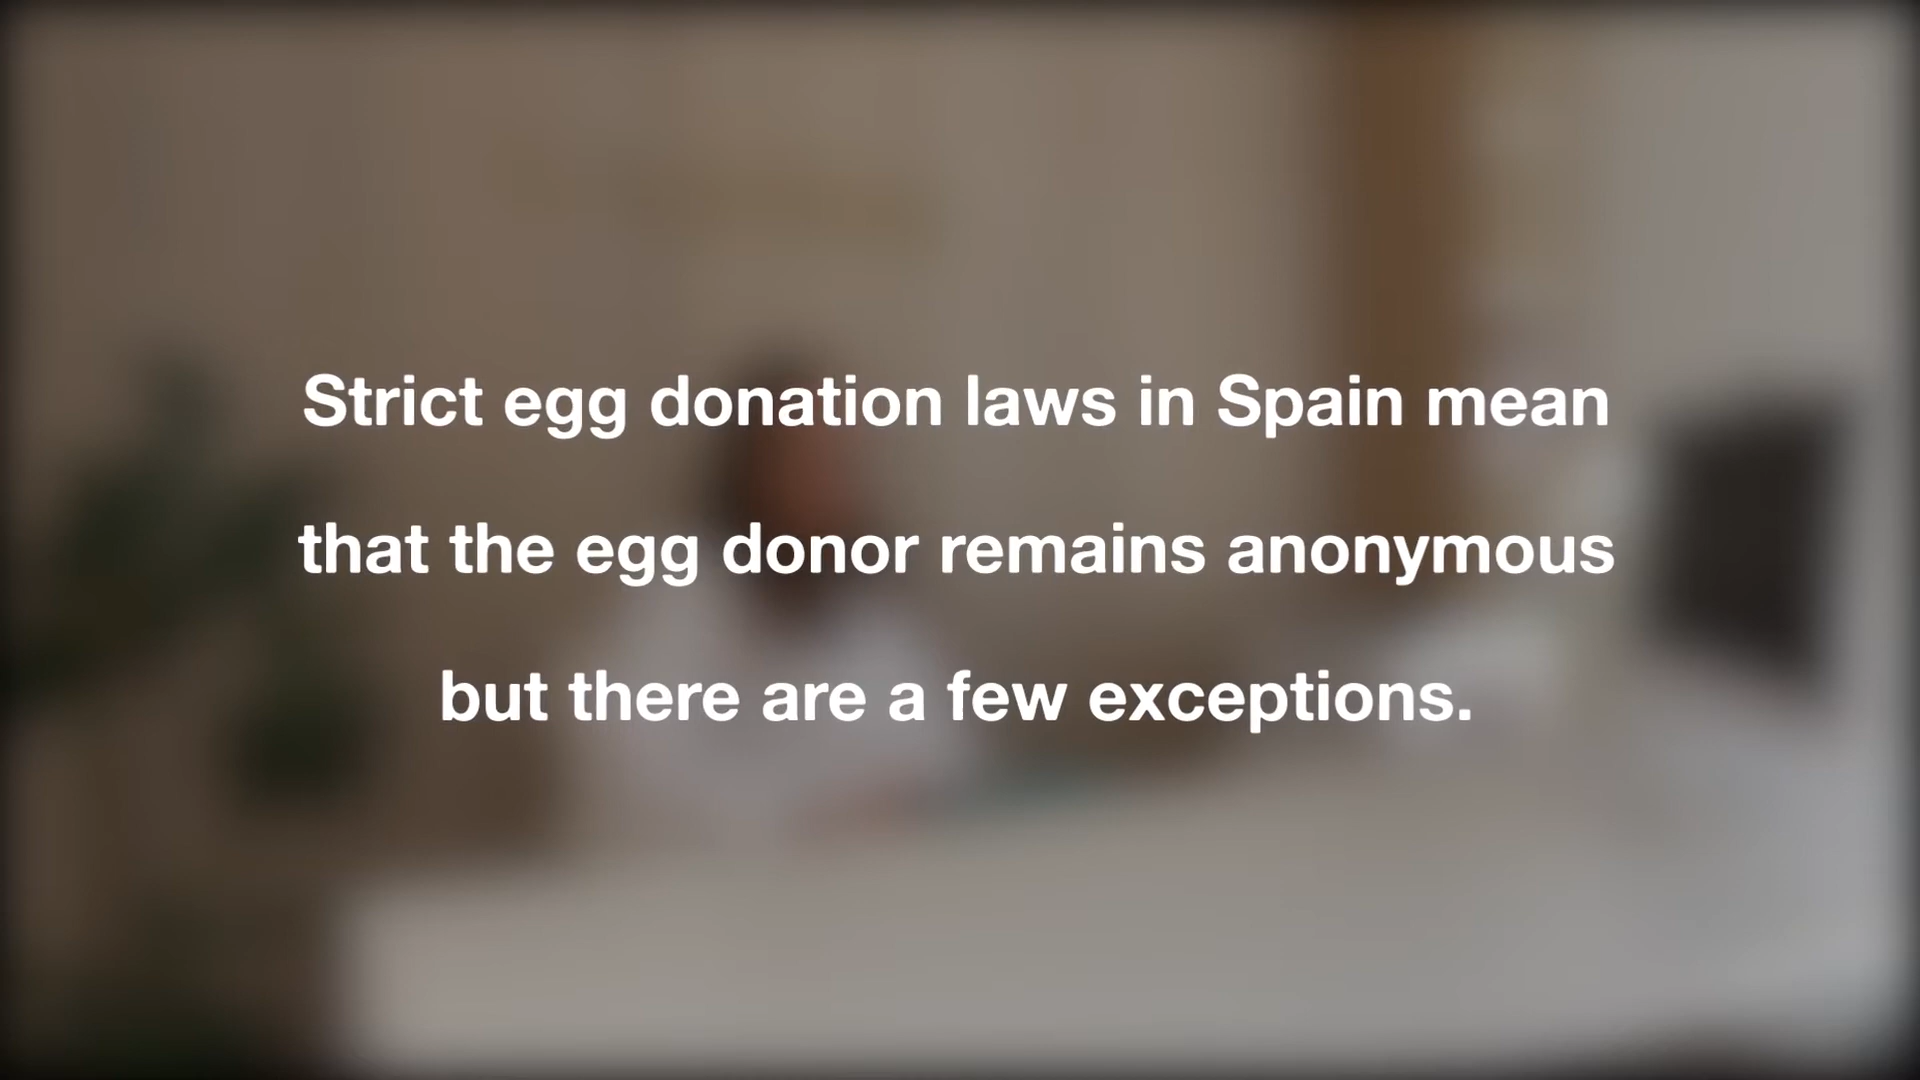 Strict egg donation laws in Spain mean
that the egg donor remains anonymous
but there are a few exceptions.